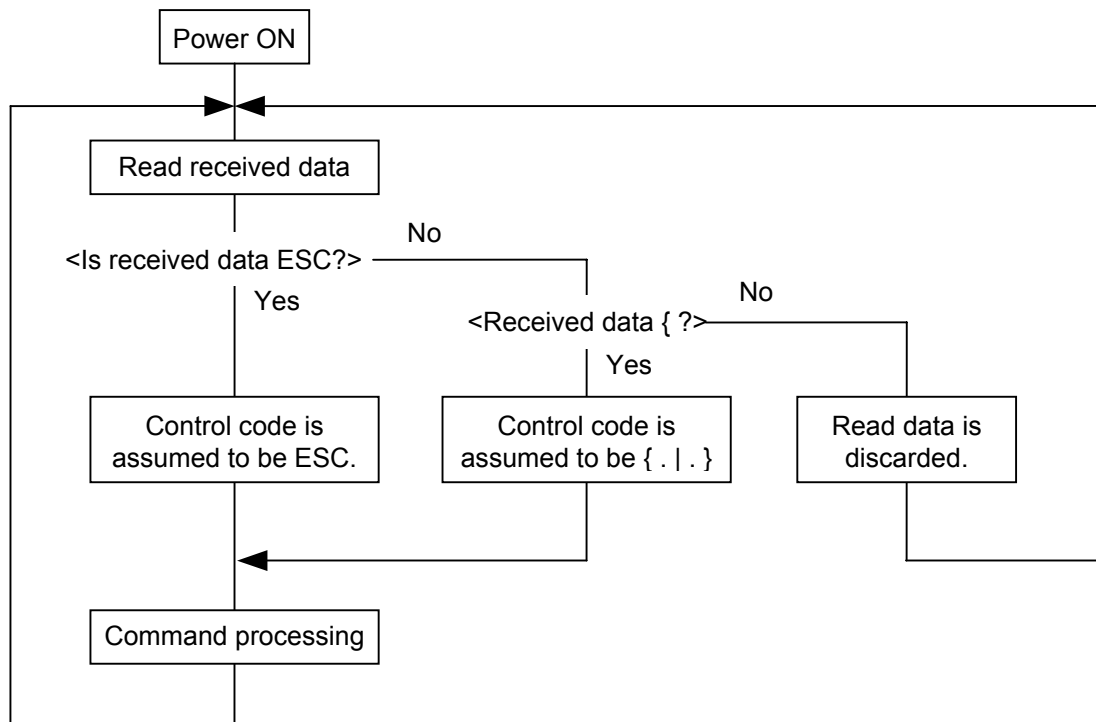 Power ON
Read received data
No
<Is received data ESC?>
Yes
No
<Received data { ?>
Yes
Control code is
assumed to be ESC.
Control code is
assumed to be { . | . }
Read data is
discarded.
Command processing